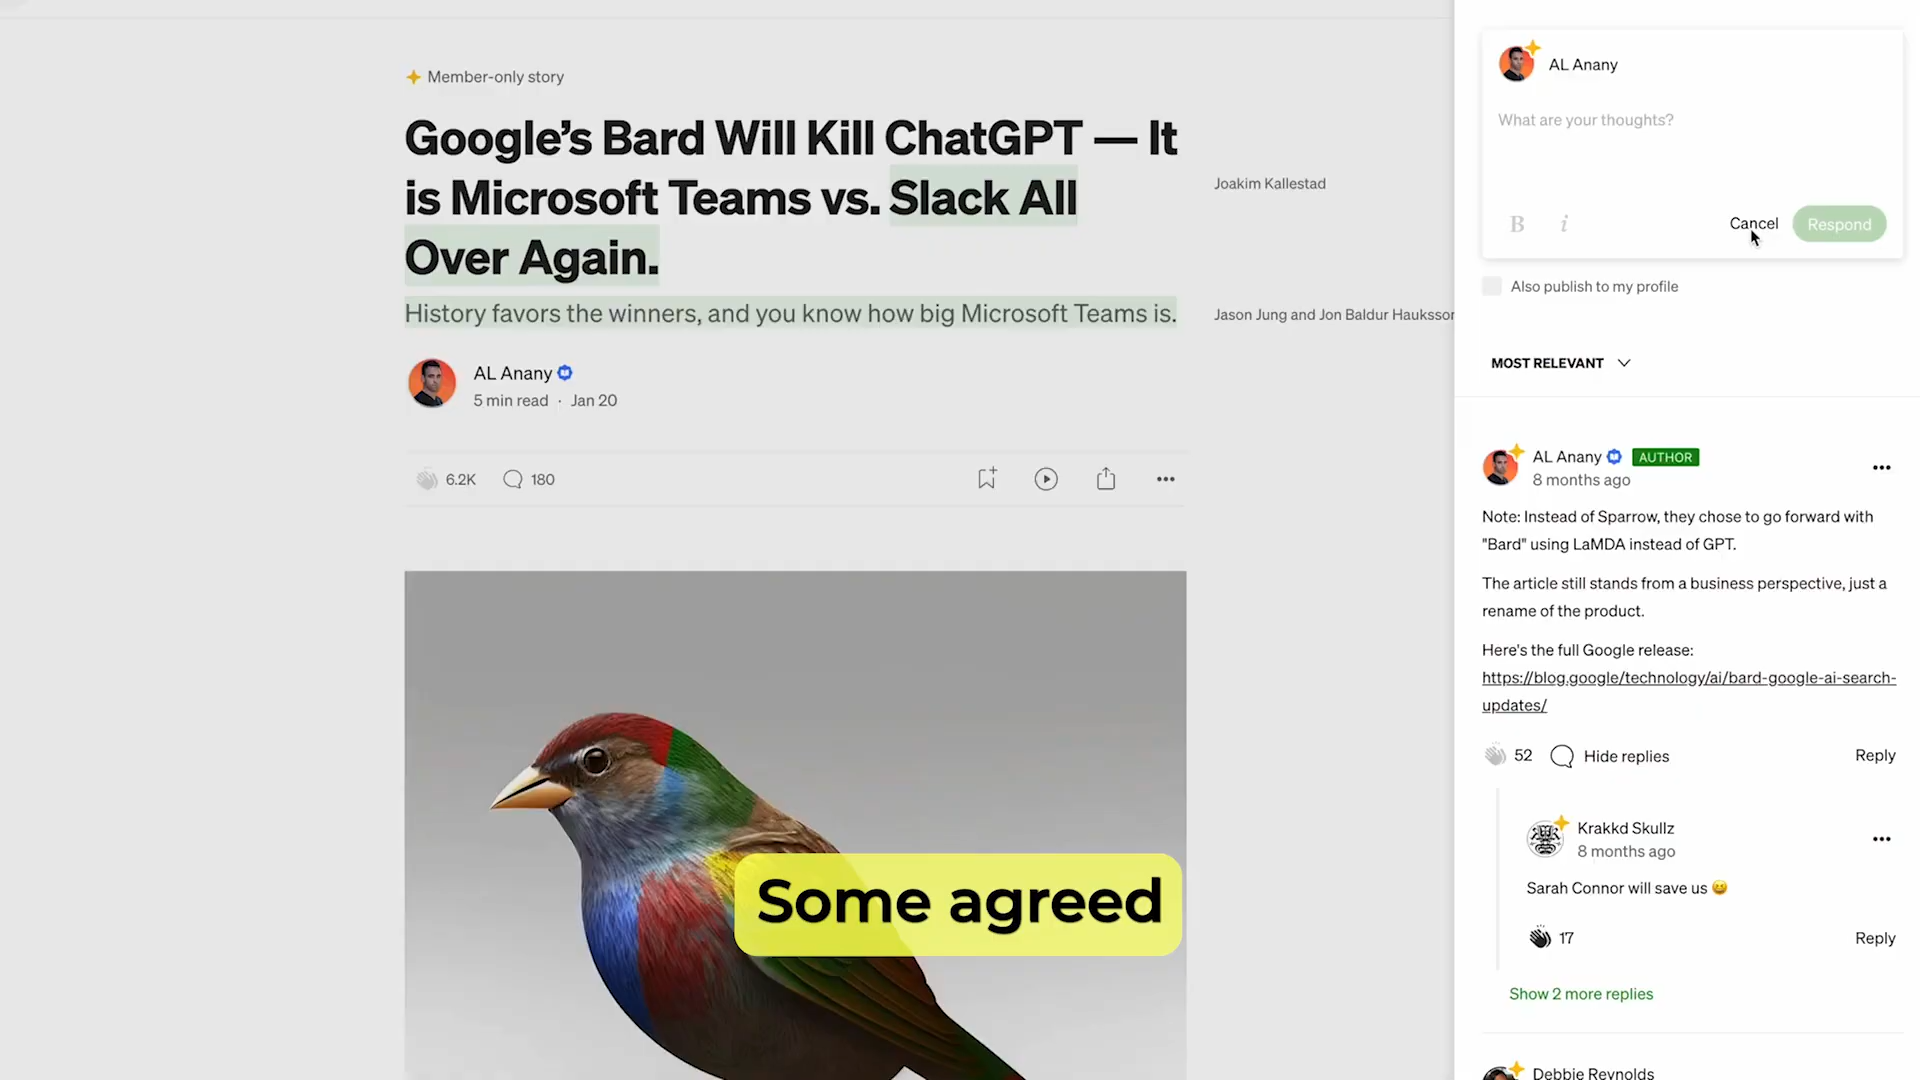 Member-only story
Google’s Bard Will Kill ChatGPT — It
is Microsoft Teams vs. Slack All
Over Again.
History favors the winners, and you know how big Microsoft Teams is.
Joakim Kallestad
Jason Jung and Jon Baldur Haukssor
AL Anany
5 min read · Jan 20
6.2K 180
Some agreed
AL Anany
What are your thoughts?
B i Cancel Respond
Also publish to my profile
MOST RELEVANT
AL Anany AUTHOR
8 months ago
Note: Instead of Sparrow, they chose to go forward with
"Bard" using LaMDA instead of GPT.
The article still stands from a business perspective, just a
rename of the product.
Here's the full Google release:
https://blog.google/technology/ai/bard-google-ai-search-
updates/
52 Hide replies Reply
Krakkd Skullz
8 months ago
Sarah Connor will save us 😄
17 Reply
Show 2 more replies
Debbie Reynolds